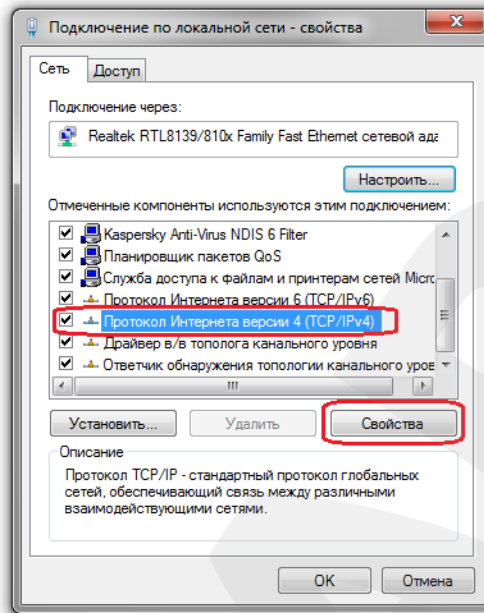 Подключение по локальной сети - свойства
Сеть
Доступ
Подключение через:
Realtek RTL8139/810x Family Fast Ethernet сетевой ада
Настроить...
Отмеченные компоненты используются этим подключением:
Kaspersky Anti-Virus NDIS 6 Filter
Планировщик пакетов QoS
Служба доступа к файлам и принтерам сетей Micro
Протокол Интернета версии 6 (TCP/IPv6)
Протокол Интернета версии 4 (TCP/IPv4)
Драйвер в/в тополога канального уровня
Ответчик обнаружения топологии канального уров
Установить...
Удалить
Свойства
Описание
Протокол TCP/IP - стандартный протокол глобальных
сетей, обеспечивающий связь между различными
взаимодействующими сетями.
OK
Отмена